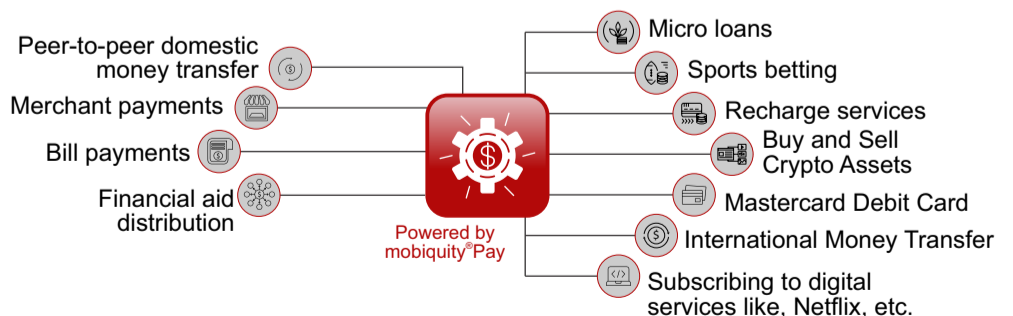 Peer-to-peer domestic
money transfer
Merchant payments
Bill payments
Financial aid
distribution
Powered by
mobiquity®Pay
Micro loans
Sports betting
Recharge services
Buy and Sell
Crypto Assets
Mastercard Debit Card
International Money Transfer
Subscribing to digital
services like, Netflix, etc.